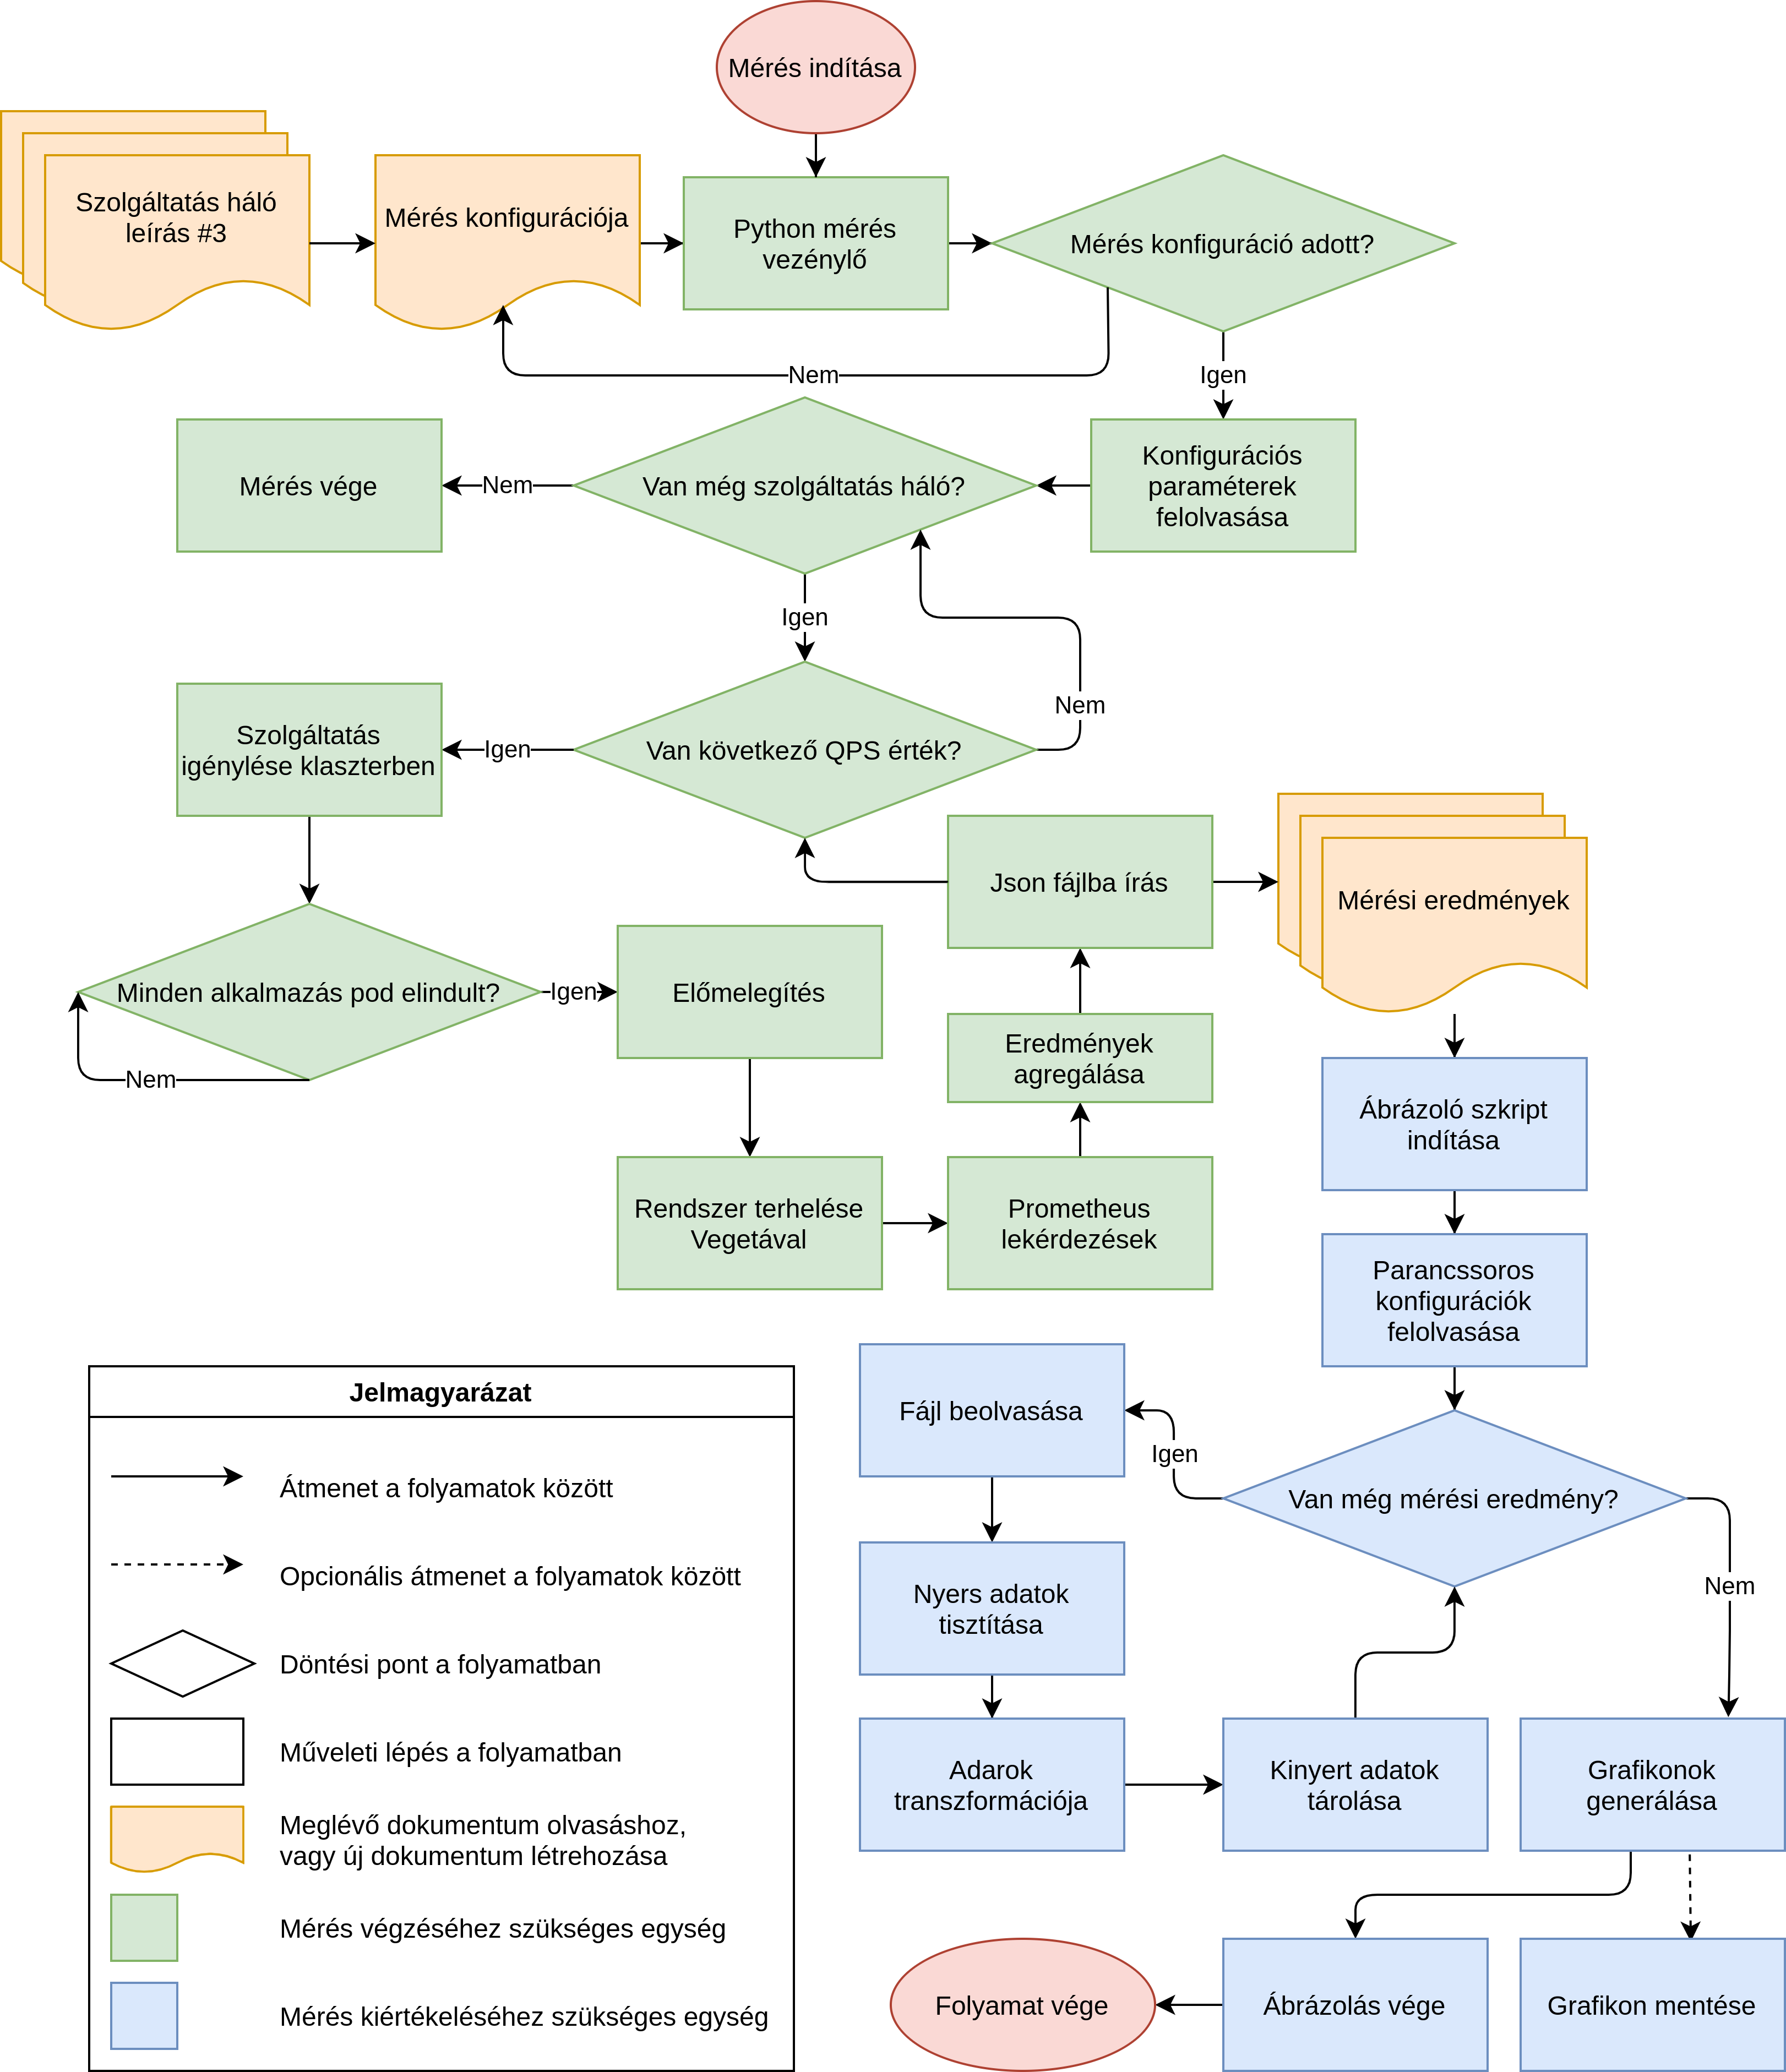 Mérés indítása
Szolgáltatás háló
leírás #3
Mérés konfigurációja
Python mérés
vezénylő
Mérés konfiguráció adott?
Nem
Igen
Mérés vége
Nem
Van még szolgáltatás háló?
Konfigurációs
paraméterek
felolvasása
Igen
Nem
Szolgáltatás
igénylése klaszterben
Igen
Van következő QPS érték?
Json fájlba írás
Mérési eredmények
Minden alkalmazás pod elindult?
Igen
Előmelegítés
Nem
Eredmények
agregálása
Ábrázoló szkript
indítása
Rendszer terhelése
Vegetával
Prometheus
lekérdezések
Parancssoros
konfigurációk
felolvasása
Fájl beolvasása
Igen
Van még mérési eredmény?
Nem
Nyers adatok
tisztítása
Adarok
transzformációja
Kinyert adatok
tárolása
Grafikonok
generálása
Folyamat vége
Ábrázolás vége
Grafikon mentése
Jelmagyarázat
Átmenet a folyamatok között
Opcionális átmenet a folyamatok között
Döntési pont a folyamatban
Műveleti lépés a folyamatban
Meglévő dokumentum olvasáshoz,
vagy új dokumentum létrehozása
Mérés végzéséhez szükséges egység
Mérés kiértékeléséhez szükséges egység